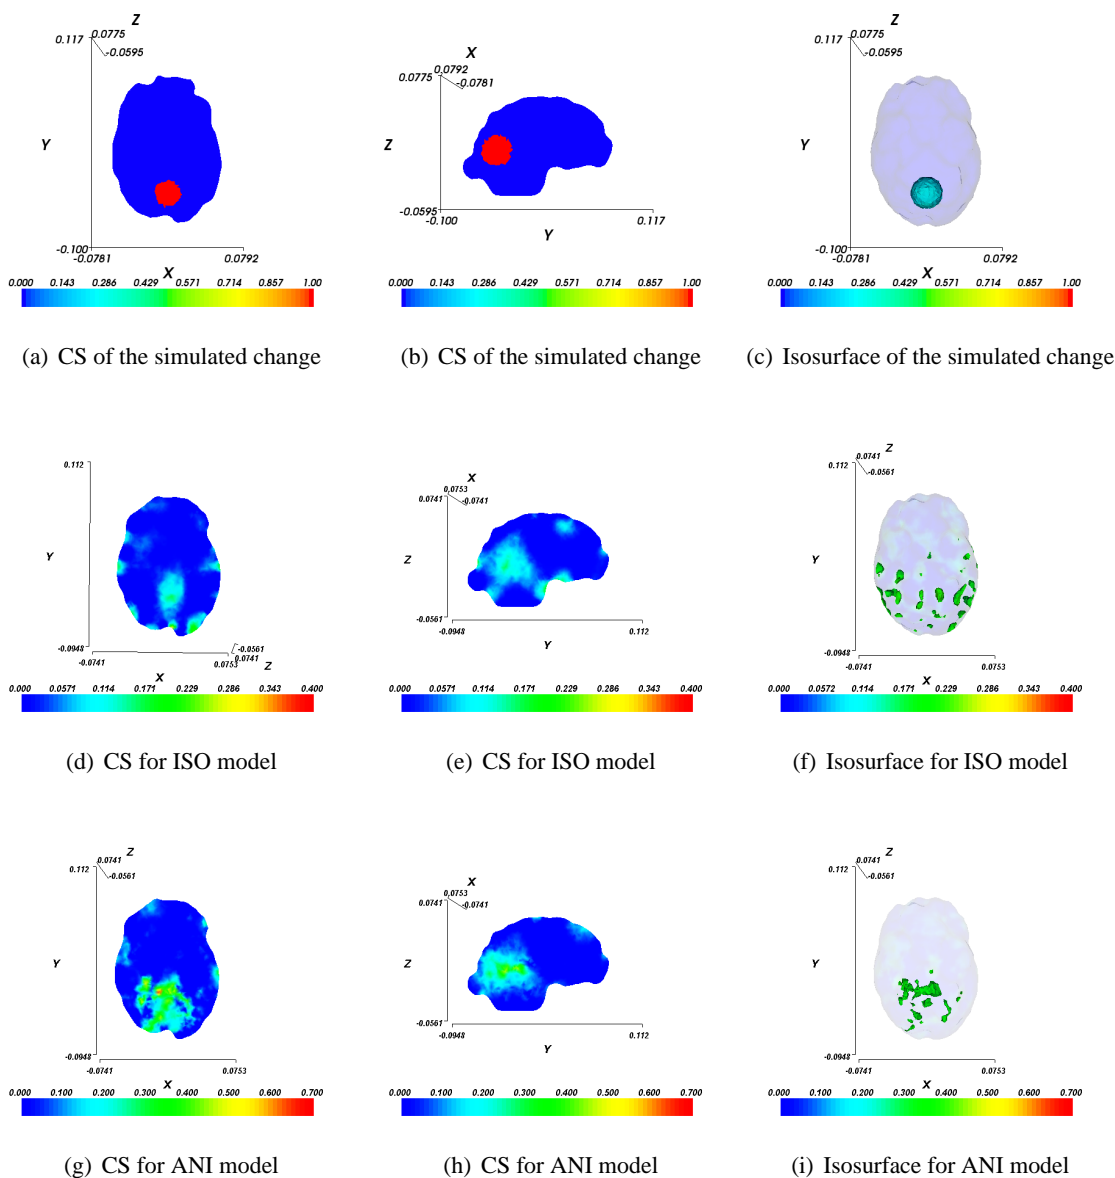 Z
0.0775
0.117
-0.0595
Y
-0.100
-0.0781
0.0792
X
0.000 0.143 0.286 0.429 0.571 0.714 0.857 1.00
(a) CS of the simulated change
X
0.0792
0.0775
-0.0781
Z
-0.0595
-0.100
0.117
Y
0.000 0.143 0.286 0.429 0.571 0.714 0.857 1.00
(b) CS of the simulated change
Z
0.0775
0.117
-0.0595
Y
-0.100
-0.0781
0.0792
X
0.000 0.143 0.286 0.429 0.571 0.714 0.857 1.00
(c) Isosurface of the simulated change
0.112
Y
-0.0948
-0.0741
0.0753
-0.0561
0.0741
Z
X
0.000 0.0571 0.114 0.171 0.229 0.286 0.343 0.400
(d) CS for ISO model
X
0.0753
0.0741
-0.0741
Z
-0.0561
-0.0948
0.112
Y
0.000 0.0571 0.114 0.171 0.229 0.286 0.343 0.400
(e) CS for ISO model
Z
0.0741
0.112
-0.0561
Y
-0.0948
-0.0741
0.0753
X
0.000 0.0572 0.114 0.171 0.229 0.286 0.343 0.400
(f) Isosurface for ISO model
Z
0.0741
0.112
-0.0561
Y
-0.0948
-0.0741
0.0753
X
0.000 0.100 0.200 0.300 0.400 0.500 0.600 0.700
(g) CS for ANI model
X
0.0753
0.0741
-0.0741
Z
-0.0561
-0.0948
0.112
Y
0.000 0.100 0.200 0.300 0.400 0.500 0.600 0.700
(h) CS for ANI model
Z
0.0741
0.112
-0.0561
Y
-0.0948
-0.0741
0.0753
X
0.000 0.100 0.200 0.300 0.400 0.500 0.600 0.700
(i) Isosurface for ANI model